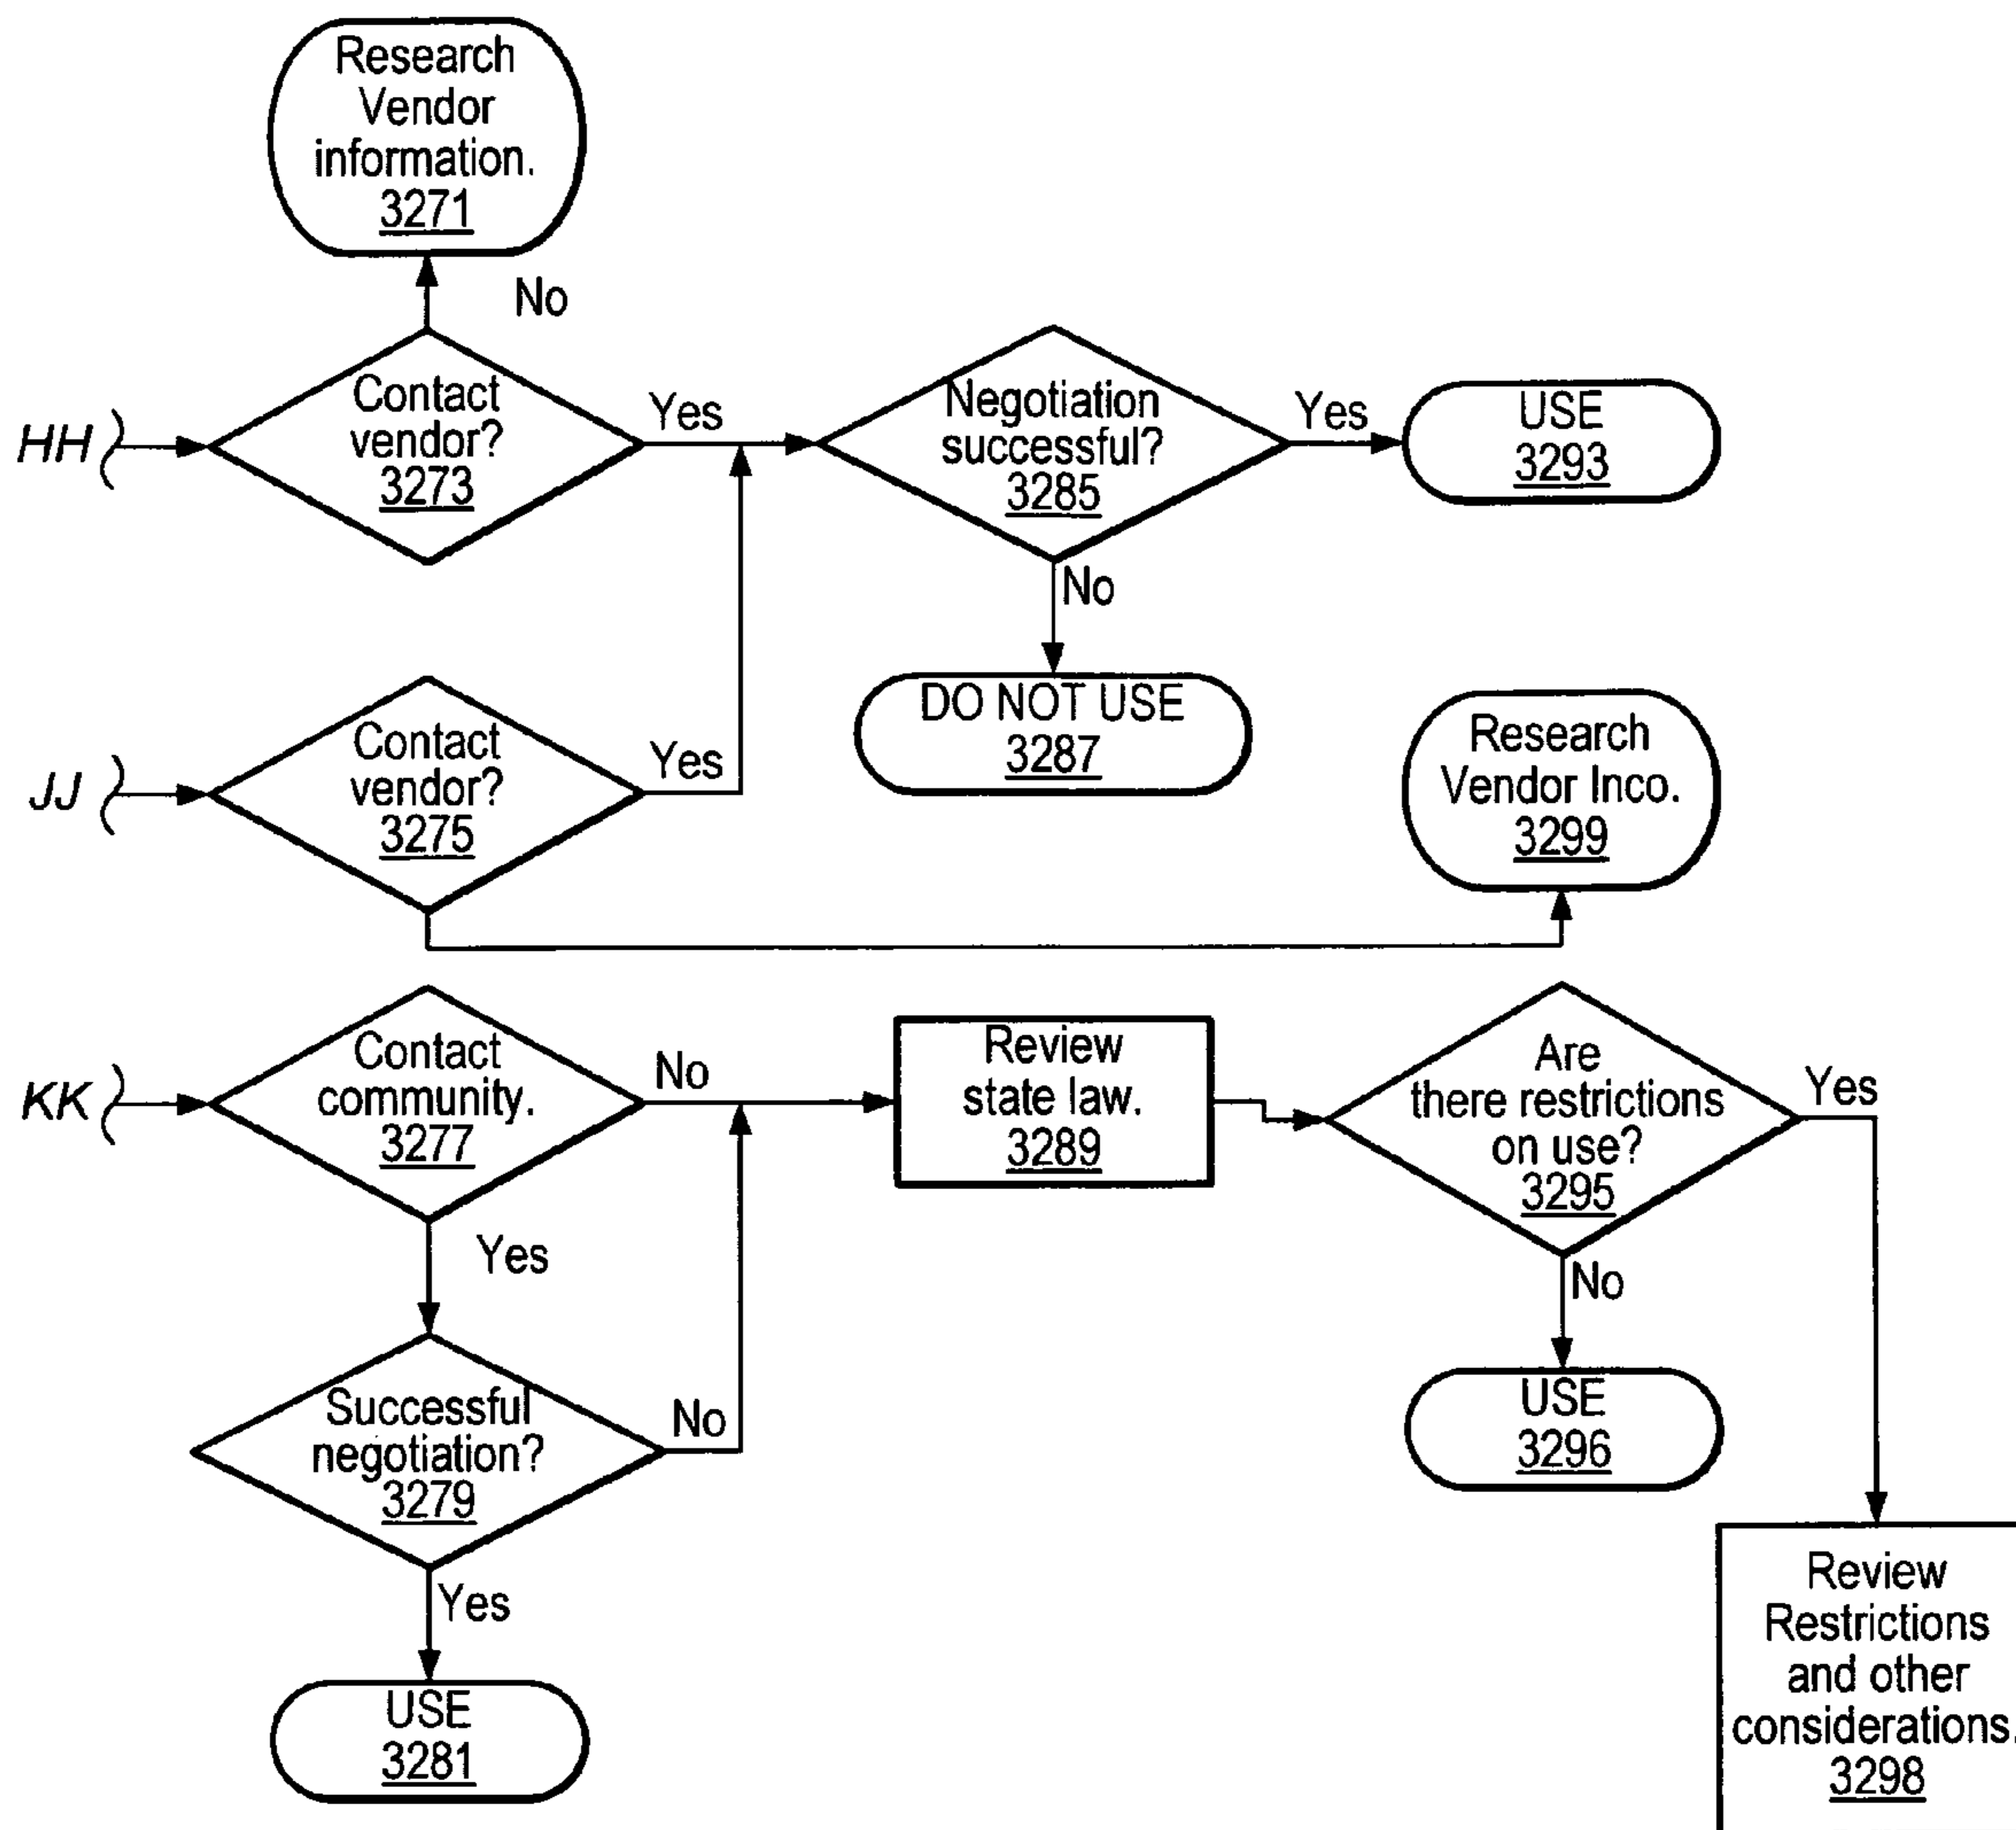 Research
Vendor
information.
3271
No
HH
Contact
vendor?
3273
Yes
Negotiation
successful?
3285
Yes
USE
3293
No
DO NOT USE
3287
JJ
Contact
vendor?
3275
Yes
Research
Vendor Inco.
3299
KK
Contact
community.
3277
No
Review
state law.
3289
Are
there restrictions
on use?
3295
Yes
Yes
No
Successful
negotiation?
3279
No
USE
3296
Yes
USE
3281
Review
Restrictions
and other
considerations.
3298